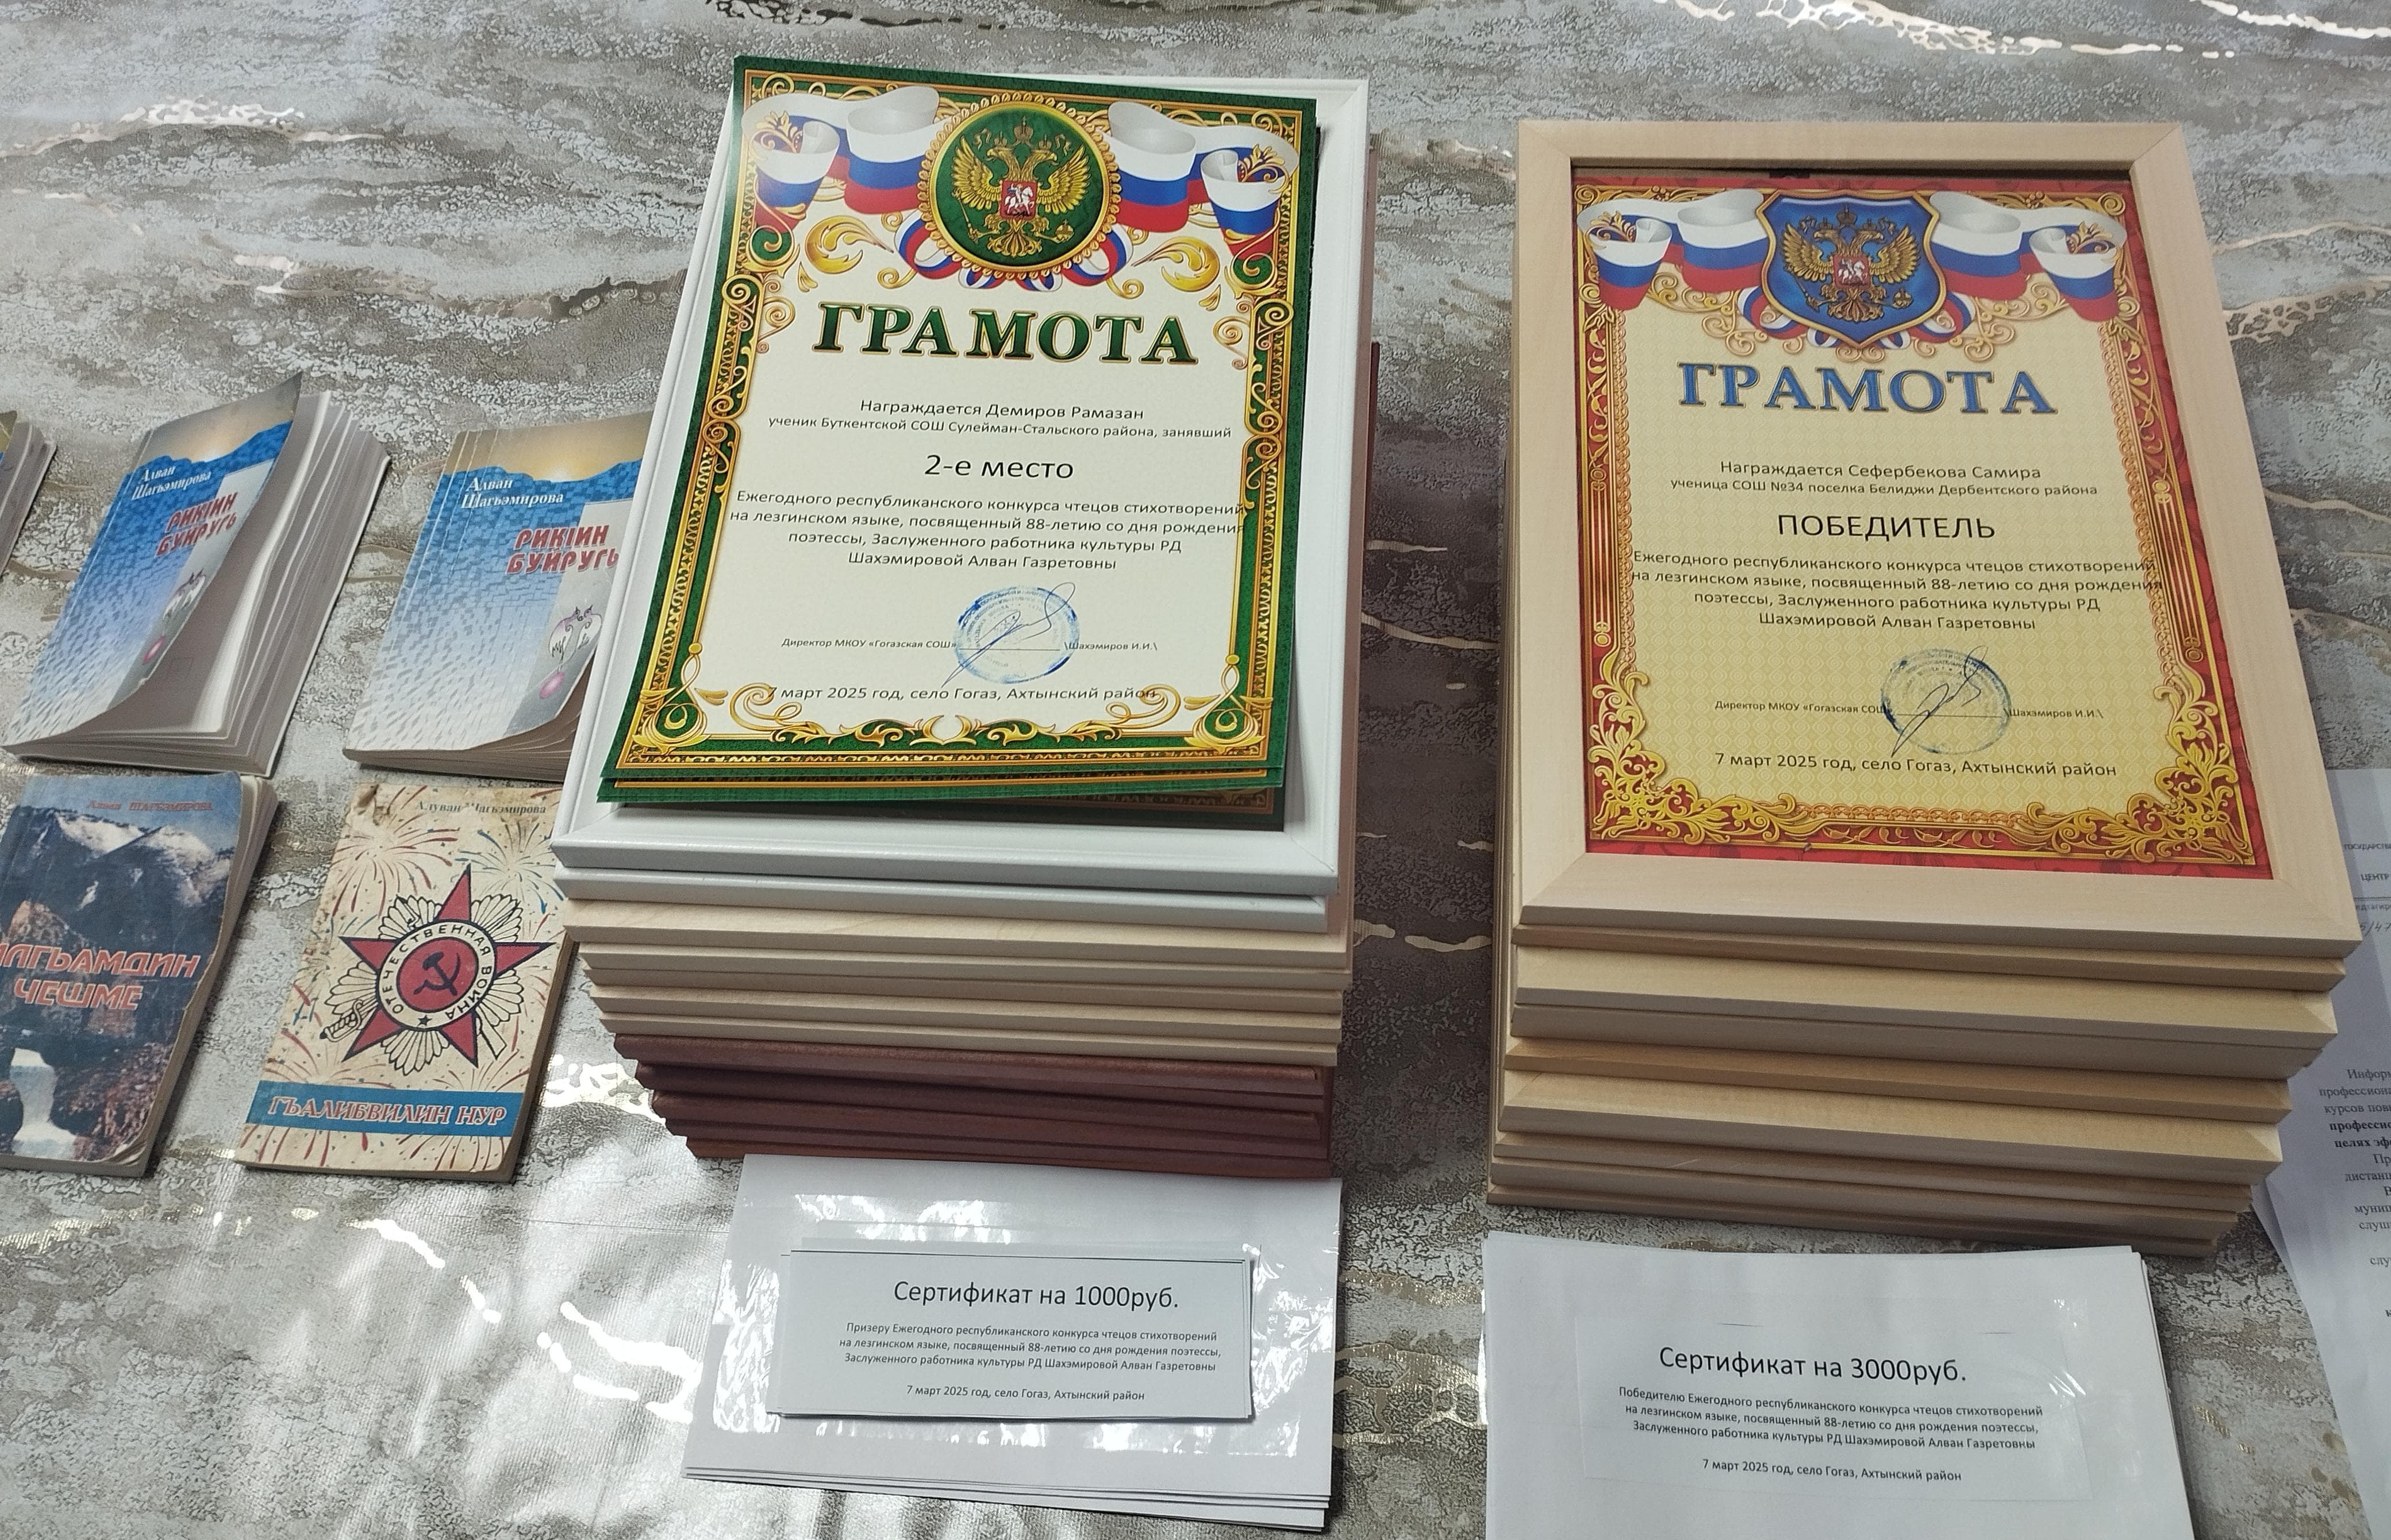 Алван
Шагьэмирова
РИКӀИН
БУЙРУГЪ
Алван
Шагьэмирова
РИКӀИН
БУЙРУГЪ
ШАГЬЭМИРОВА
ЧЕШМЕ
Алуван Шагьэмирова
ОТЕЧЕСТВЕННАЯ ВОЙНА
ГЪАЛИБВИЛИН НУР
ГРАМОТА
Награждается Демиров Рамазан
ученик Буткентской СОШ Сулейман-Стальского района, занявший
2-е место
Ежегодного республиканского конкурса чтецов стихотворений
на лезгинском языке, посвященный 88-летию со дня рождения
поэтессы, Заслуженного работника культуры РД
Шахэмировой Алван Газретовны
Директор МКОУ «Гогазская СОШ» \Шахэмиров И.И.\
7 март 2025 год, село Гогаз, Ахтынский район
Сертификат на 1000руб.
Призеру Ежегодного республиканского конкурса чтецов стихотворений
на лезгинском языке, посвященный 88-летию со дня рождения поэтессы,
Заслуженного работника культуры РД Шахэмировой Алван Газретовны
7 март 2025 год, село Гогаз, Ахтынский район
ГРАМОТА
Награждается Сефербекова Самира
ученица СОШ №34 поселка Белиджи Дербентского района
ПОБЕДИТЕЛЬ
Ежегодного республиканского конкурса чтецов стихотворений
на лезгинском языке, посвященный 88-летию со дня рождения
поэтессы, Заслуженного работника культуры РД
Шахэмировой Алван Газретовны
Директор МКОУ «Гогазская СОШ \Шахэмиров И.И.\
7 март 2025 год, село Гогаз, Ахтынский район
Сертификат на 3000руб.
Победителю Ежегодного республиканского конкурса чтецов стихотворений
на лезгинском языке, посвященный 88-летию со дня рождения поэтессы,
Заслуженного работника культуры РД Шахэмировой Алван Газретовны
7 март 2025 год, село Гогаз, Ахтынский район